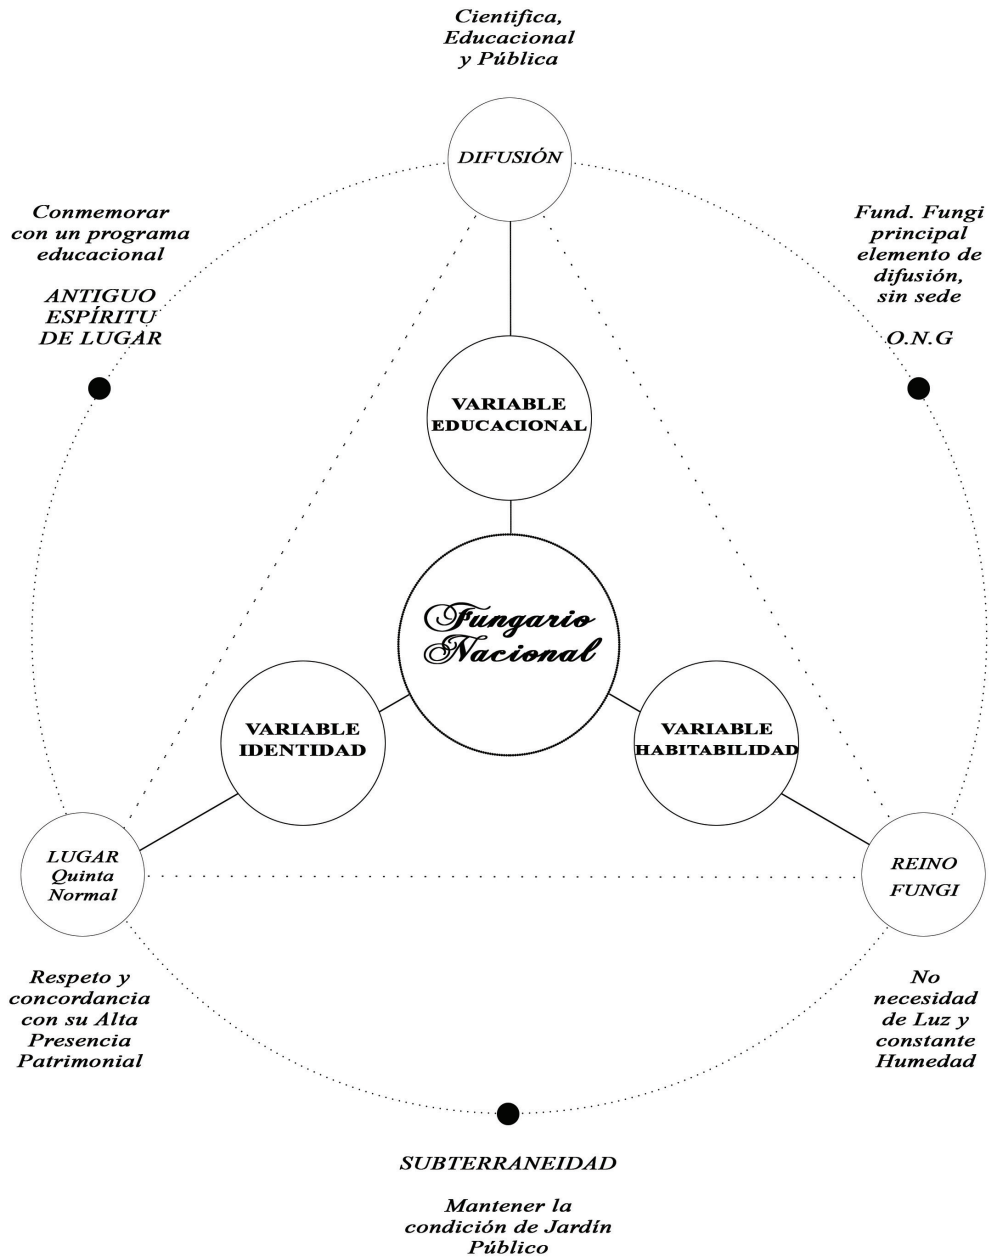 Cientifica,
Educacional
y Pública
DIFUSIÓN
Conmemorar
con un programa
educacional
ANTIGUO
ESPÍRITU
DE LUGAR
Fund. Fungi
principal
elemento de
difusión,
sin sede
O.N.G
VARIABLE
EDUCACIONAL
Fungario
Nacional
VARIABLE
IDENTIDAD
VARIABLE
HABITABILIDAD
LUGAR
Quinta
Normal
REINO
FUNGI
Respeto y
concordancia
con su Alta
Presencia
Patrimonial
No
necesidad
de Luz y
constante
Humedad
SUBTERRANEIDAD
Mantener la
condición de Jardín
Público